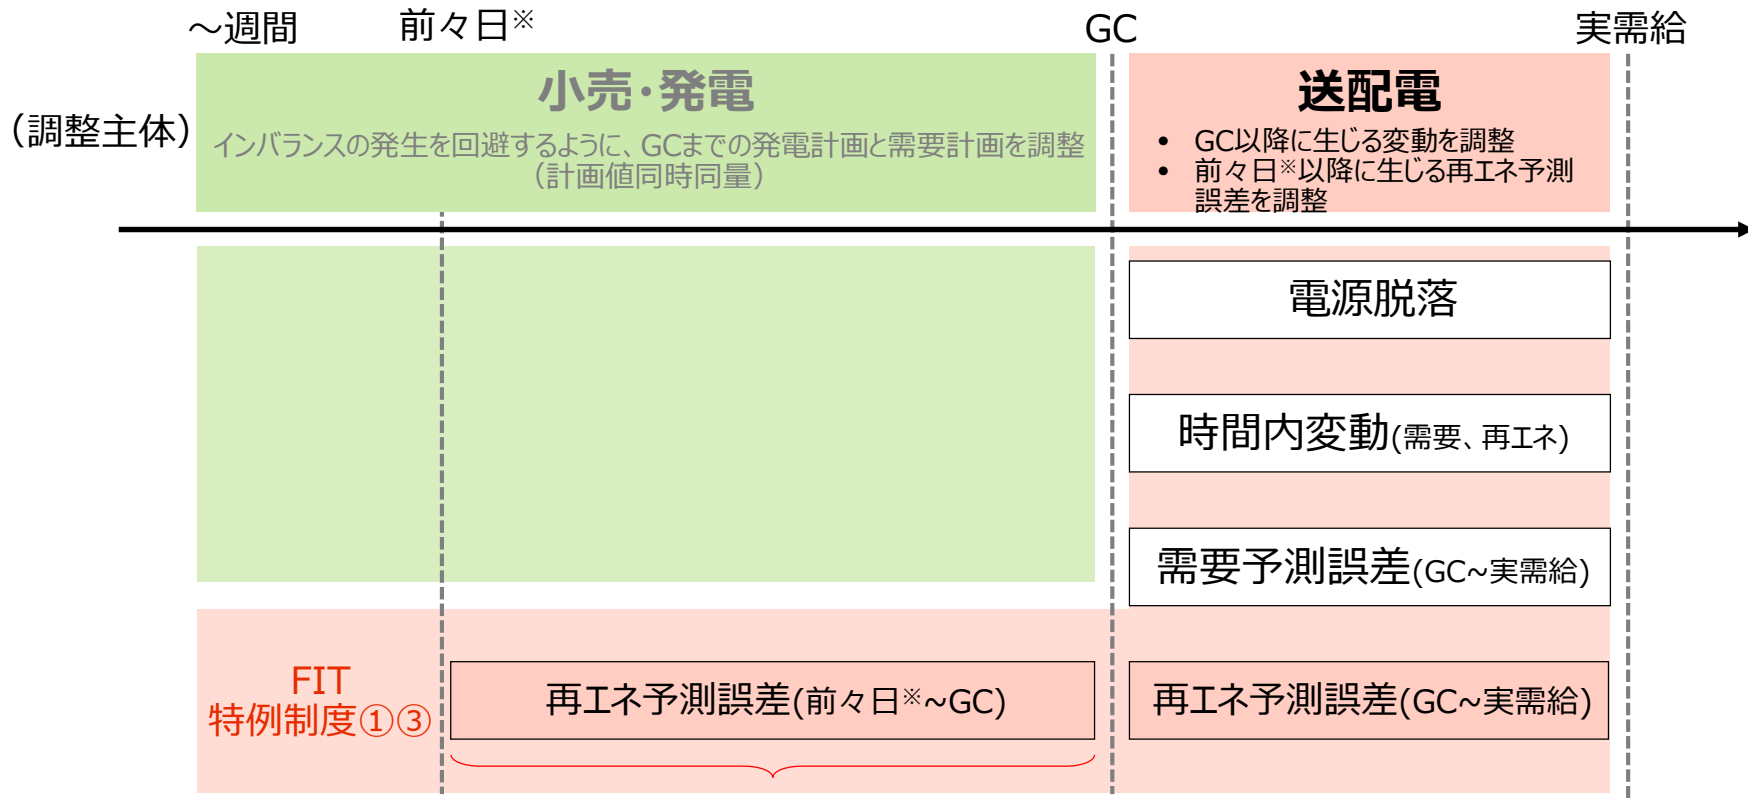 ～週間
前々日※
GC
実需給
（調整主体）
小売・発電
インバランスの発生を回避するように、GCまでの発電計画と需要計画を調整
（計画値同時同量）
送配電
• GC以降に生じる変動を調整
• 前々日※以降に生じる再エネ予測
誤差を調整
電源脱落
時間内変動(需要、再エネ)
需要予測誤差(GC~実需給)
FIT
特例制度①③
再エネ予測誤差(前々日※~GC)
再エネ予測誤差(GC~実需給)